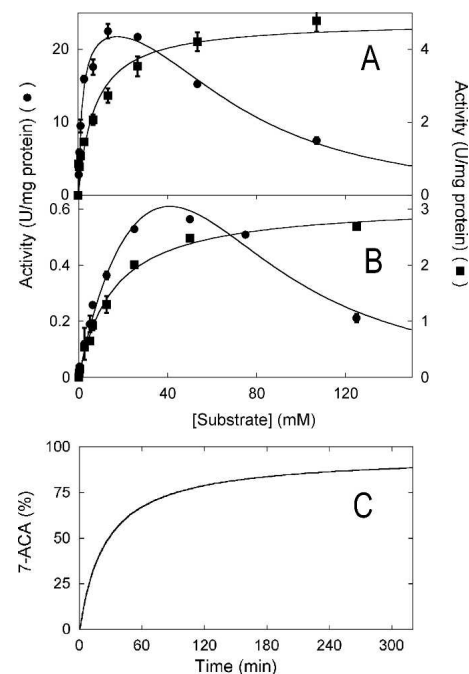 20
10
0
A
4
2
0
Activity (U/mg protein) (●)
Activity (U/mg protein) (■)
0.6
0.4
0.2
0
B
3
2
1
0
0 40 80 120
[Substrate] (mM)
100
75
50
25
0
7-ACA (%)
C
0 60 120 180 240 300
Time (min)